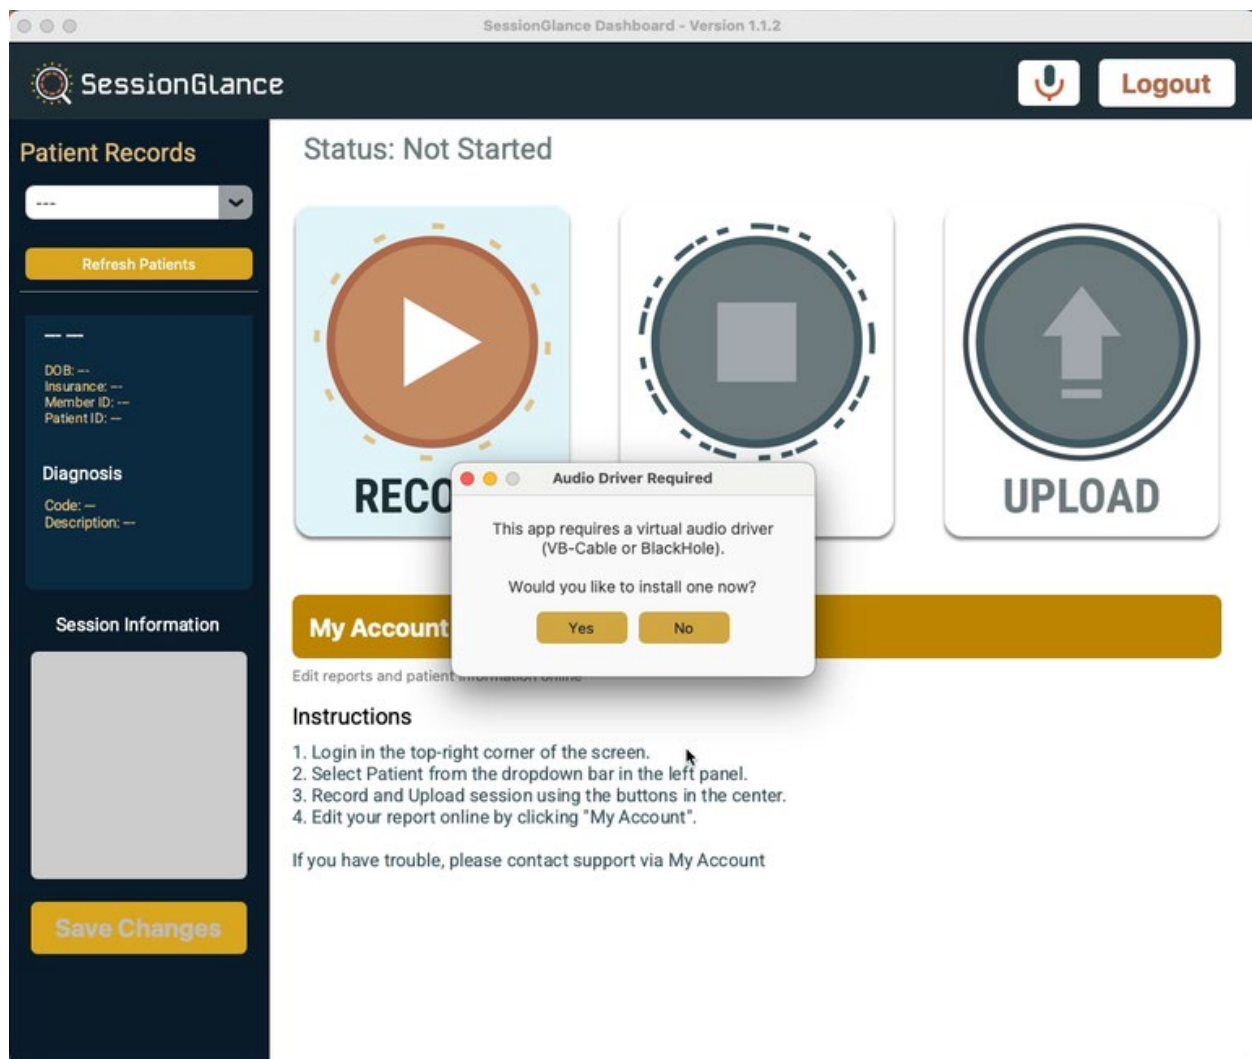 SessionGlance Dashboard - Version 1.1.2
SessionGlance
Logout
Patient Records
---
Refresh Patients
— —
DOB: ---
Insurance: ---
Member ID: ---
Patient ID: ---
Diagnosis
Code: —
Description: ---
Session Information
Save Changes
Status: Not Started
UPLOAD
Audio Driver Required
This app requires a virtual audio driver
(VB-Cable or BlackHole).
Would you like to install one now?
Yes
No
My Account
Edit reports and patient information online
Instructions
1. Login in the top-right corner of the screen.
2. Select Patient from the dropdown bar in the left panel.
3. Record and Upload session using the buttons in the center.
4. Edit your report online by clicking "My Account".
If you have trouble, please contact support via My Account